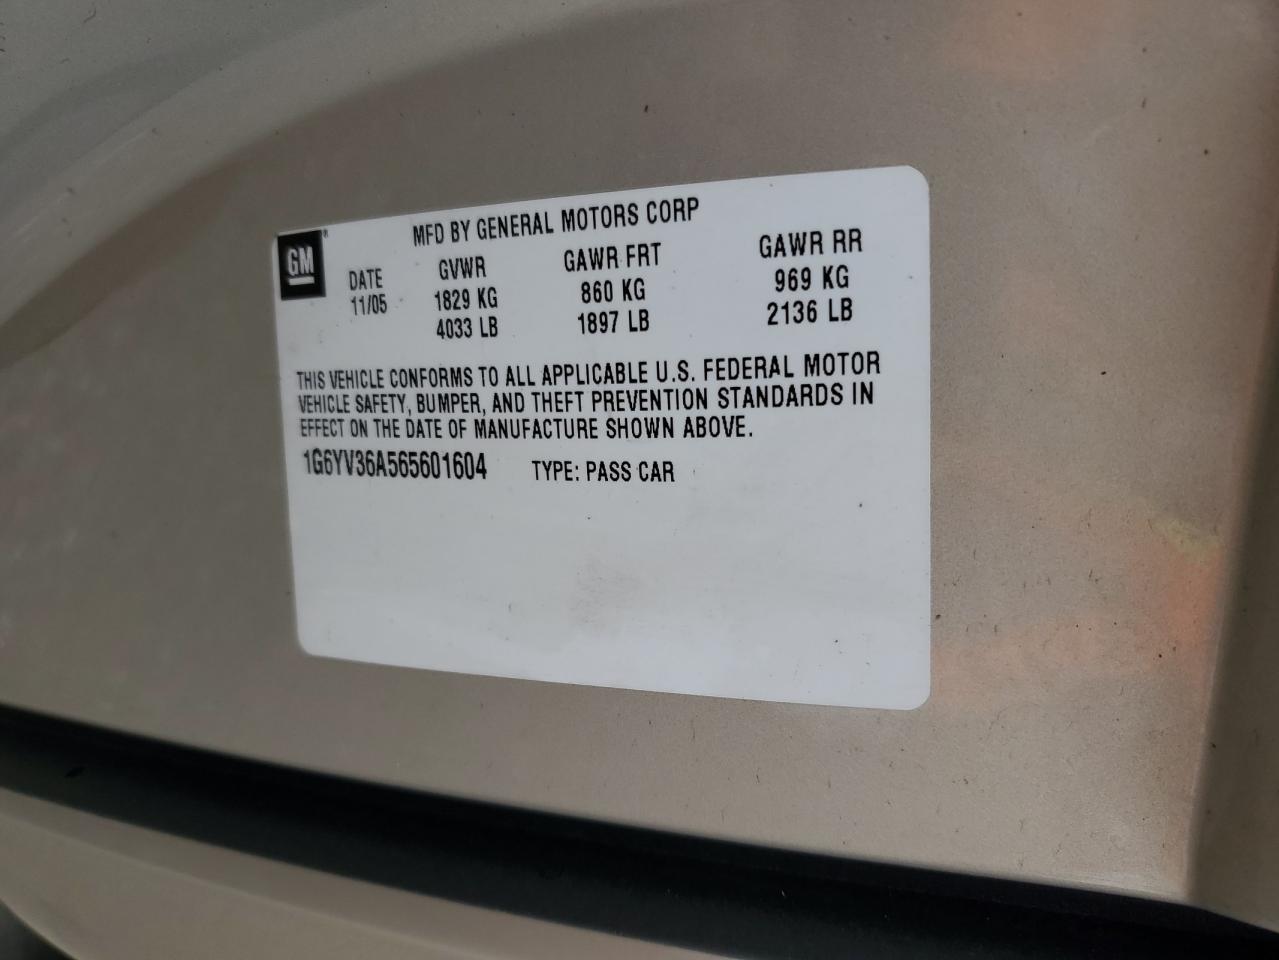 MFD BY GENERAL MOTORS CORP
GM®
DATE GVWR GAWR FRT GAWR RR
11/05 1829 KG 860 KG 969 KG
4033 LB 1897 LB 2136 LB
THIS VEHICLE CONFORMS TO ALL APPLICABLE U.S. FEDERAL MOTOR
VEHICLE SAFETY, BUMPER, AND THEFT PREVENTION STANDARDS IN
EFFECT ON THE DATE OF MANUFACTURE SHOWN ABOVE.
1G6YV36A565601604 TYPE: PASS CAR